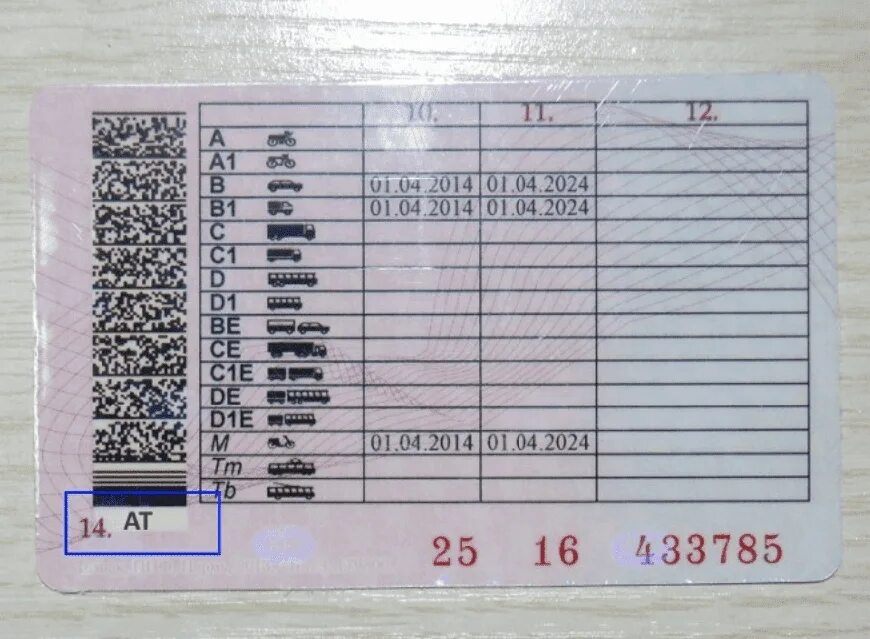 10. 11. 12.
A
A1
B 01.04.2014 01.04.2024
B1 01.04.2014 01.04.2024
C
C1
D
D1
BE
CE
C1E
DE
D1E
M 01.04.2014 01.04.2024
Tm
Tb
14. AT
25 16 433785